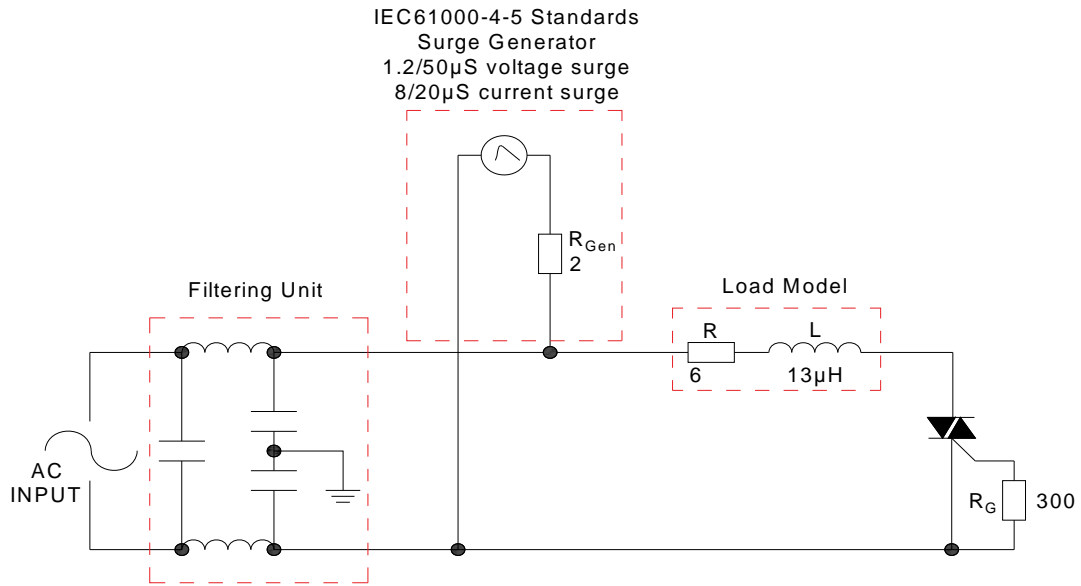 IEC61000-4-5 Standards
Surge Generator
1.2/50µS voltage surge
8/20µS current surge
RGen
2
Filtering Unit
Load Model
R
L
6
13µH
AC
INPUT
RG
300